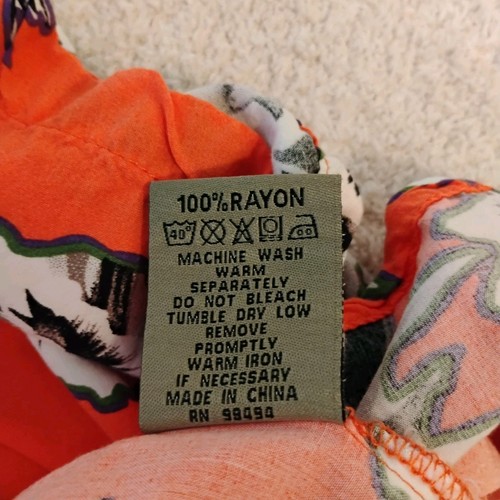 100% RAYON
40°
MACHINE WASH
WARM
SEPARATELY
DO NOT BLEACH
TUMBLE DRY LOW
REMOVE
PROMPTLY
WARM IRON
IF NECESSARY
MADE IN CHINA
RN 99494